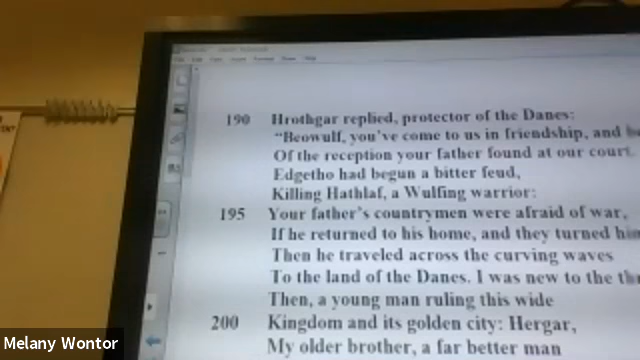 190 Hrothgar replied, protector of the Danes:
"Beowulf, you've come to us in friendship, and
Of the reception your father found at our court.
Edgetho had begun a bitter feud,
Killing Hathlaf, a Wulfing warrior:
195 Your father's countrymen were afraid of war,
If he returned to his home, and they turned him
Then he traveled across the curving waves
To the land of the Danes. I was new to the
Then, a young man ruling this wide
200 Kingdom and its golden city: Hergar,
My older brother, a far better man
Melany Wontor